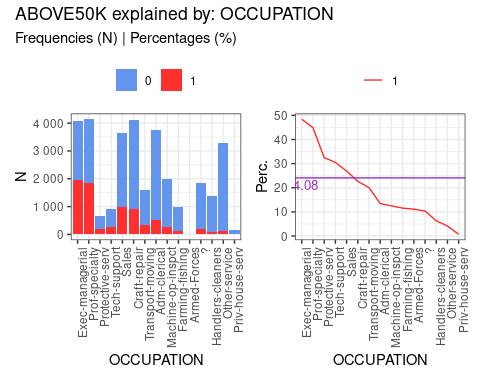 ABOVE50K explained by: OCCUPATION
Frequencies (N) | Percentages (%)
0 1
1
N
4 000
3 000
2 000
1 000
0
Exec-managerial
Prof-specialty
Protective-serv
Tech-support
Sales
Craft-repair
Transport-moving
Adm-clerical
Machine-op-inspct
Farming-fishing
Armed-Forces
?
Handlers-cleaners
Other-service
Priv-house-serv
OCCUPATION
Perc.
50
40
30
20
10
0
4.08
Exec-managerial
Prof-specialty
Protective-serv
Tech-support
Sales
Craft-repair
Transport-moving
Adm-clerical
Machine-op-inspct
Farming-fishing
Armed-Forces
?
Handlers-cleaners
Other-service
Priv-house-serv
OCCUPATION